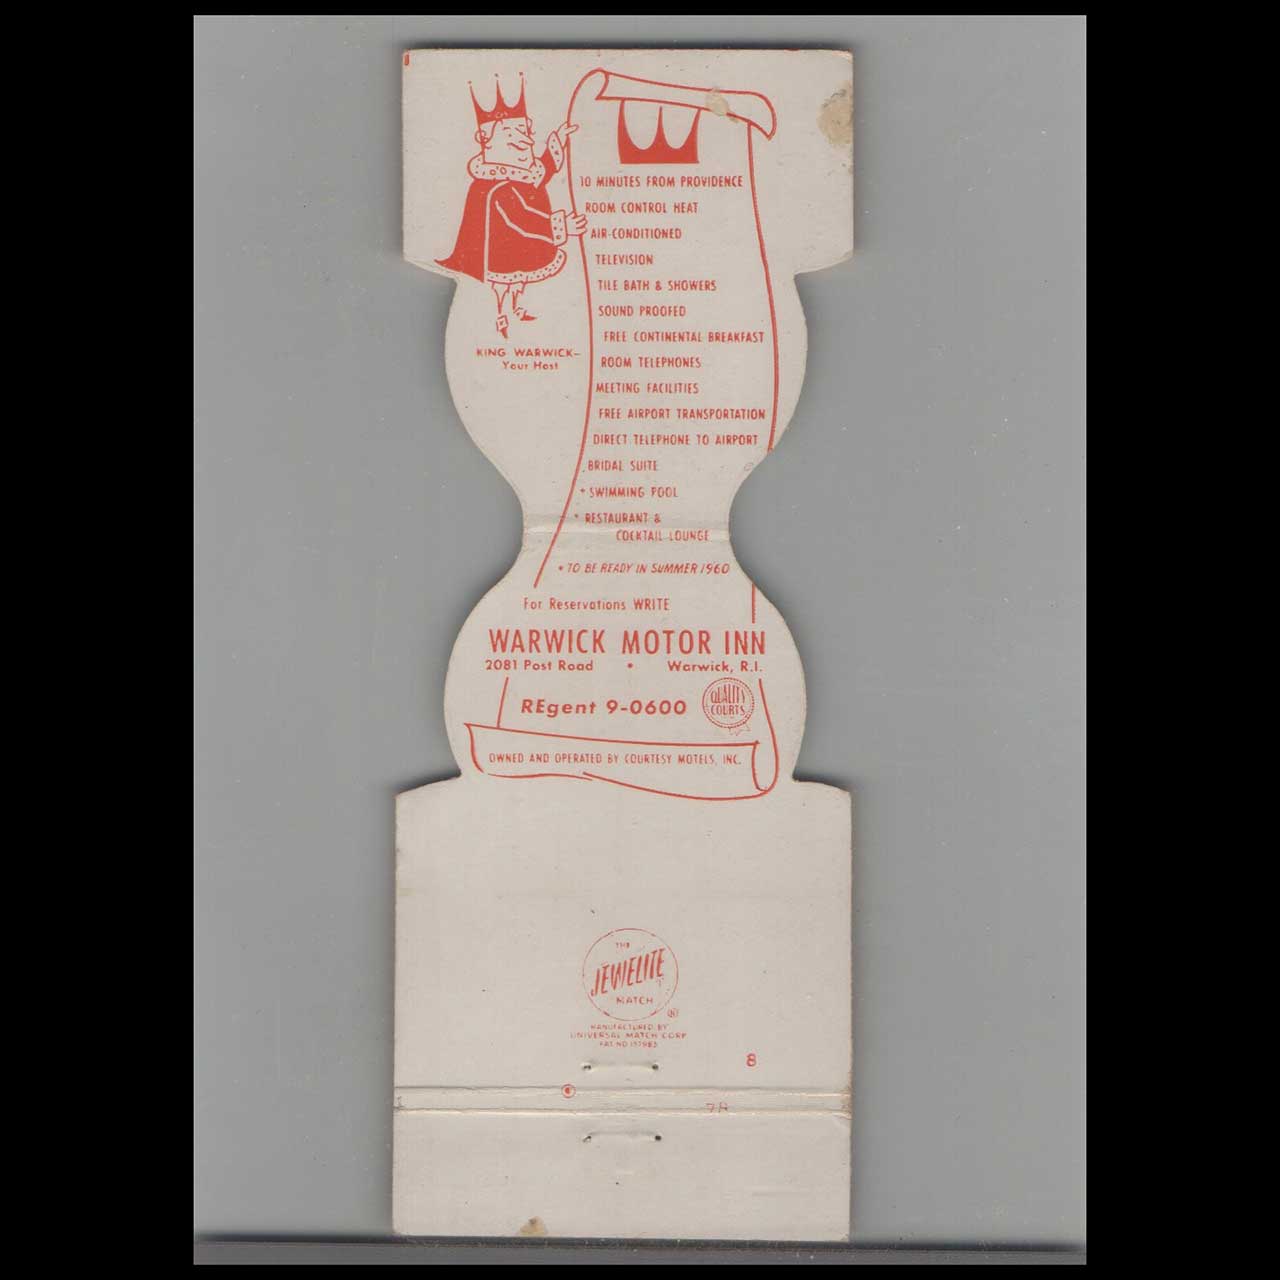 10 MINUTES FROM PROVIDENCE
ROOM CONTROL HEAT
AIR-CONDITIONED
TELEVISION
TILE BATH & SHOWERS
SOUND PROOFED
FREE CONTINENTAL BREAKFAST
KING WARWICK-
Your Host
ROOM TELEPHONES
MEETING FACILITIES
FREE AIRPORT TRANSPORTATION
DIRECT TELEPHONE TO AIRPORT
BRIDAL SUITE
* SWIMMING POOL
* RESTAURANT &
COCKTAIL LOUNGE
* TO BE READY IN SUMMER 1960
For Reservations WRITE
WARWICK MOTOR INN
2081 Post Road • Warwick, R.I.
REgent 9-0600
QUALITY
COURTS
OWNED AND OPERATED BY COURTESY MOTELS, INC.
THE
JEWELITE
MATCH
®
MANUFACTURED BY
UNIVERSAL MATCH CORP
PAT. NO 157983
8